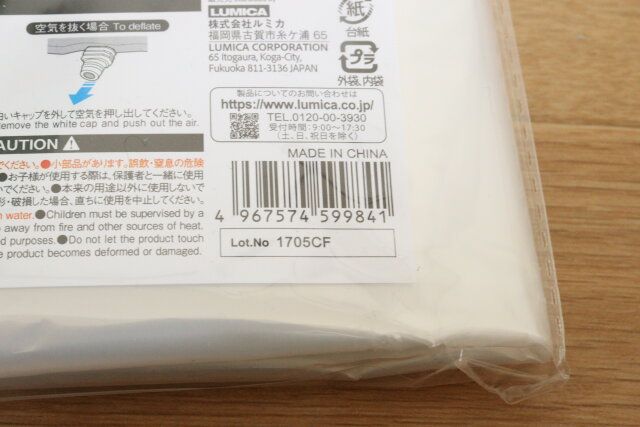 空気を抜く場合 To deflate
白いキャップを外して空気を押し出してください。
remove the white cap and push out the air.
LUMICA
株式会社ルミカ
福岡県古賀市糸ケ浦 65
LUMICA CORPORATION
65 Itogaura, Koga-City,
Fukuoka 811-3136 JAPAN
紙
台紙
プラ
外袋、内袋
製品についてのお問い合わせは
https://www.lumica.co.jp/
TEL.0120-00-3930
受付時間:9:00~17:30
(土、日、祝日を除く)
MADE IN CHINA
4 967574 599841
Lot.No 1705CF
CAUTION
でください。●小部品があります。誤飲・窒息の危険
●お子様が使用する際は、保護者と一緒に使用
いでください。●本来の用途以外に使用しないで
形・破損した場合、直ちに使用を中止してください。
water. ●Children must be supervised by a
away from fire and other sources of heat.
purposes. ●Do not let the product touch
product becomes deformed or damaged.